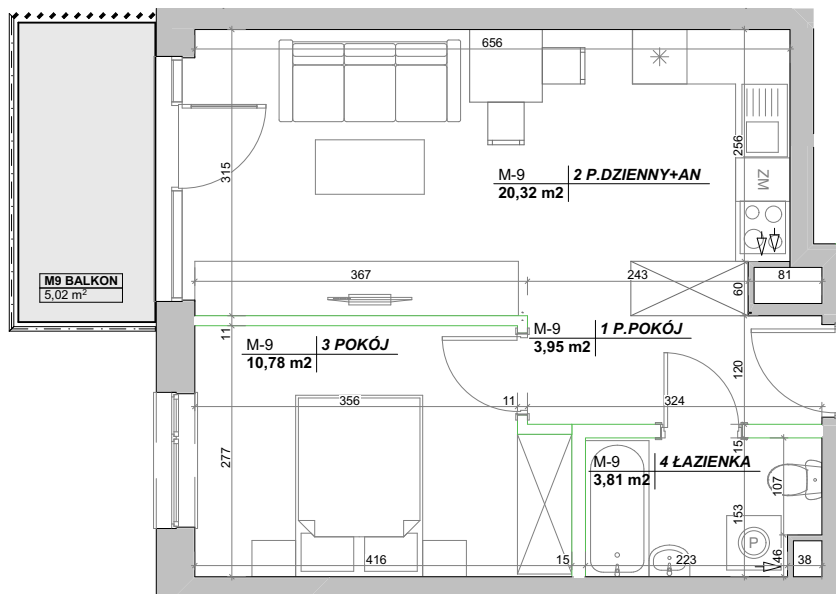 656
315
256
M-9 2 P.DZIENNY+AN
20,32 m2
ZM
M9 BALKON
5,02 m²
367
243
60
81
11
M-9 3 POKÓJ
10,78 m2
M-9 1 P.POKÓJ
3,95 m2
120
356
11
324
277
15
M-9 4 ŁAZIENKA
3,81 m2
107
153
P
46
416
15
223
38